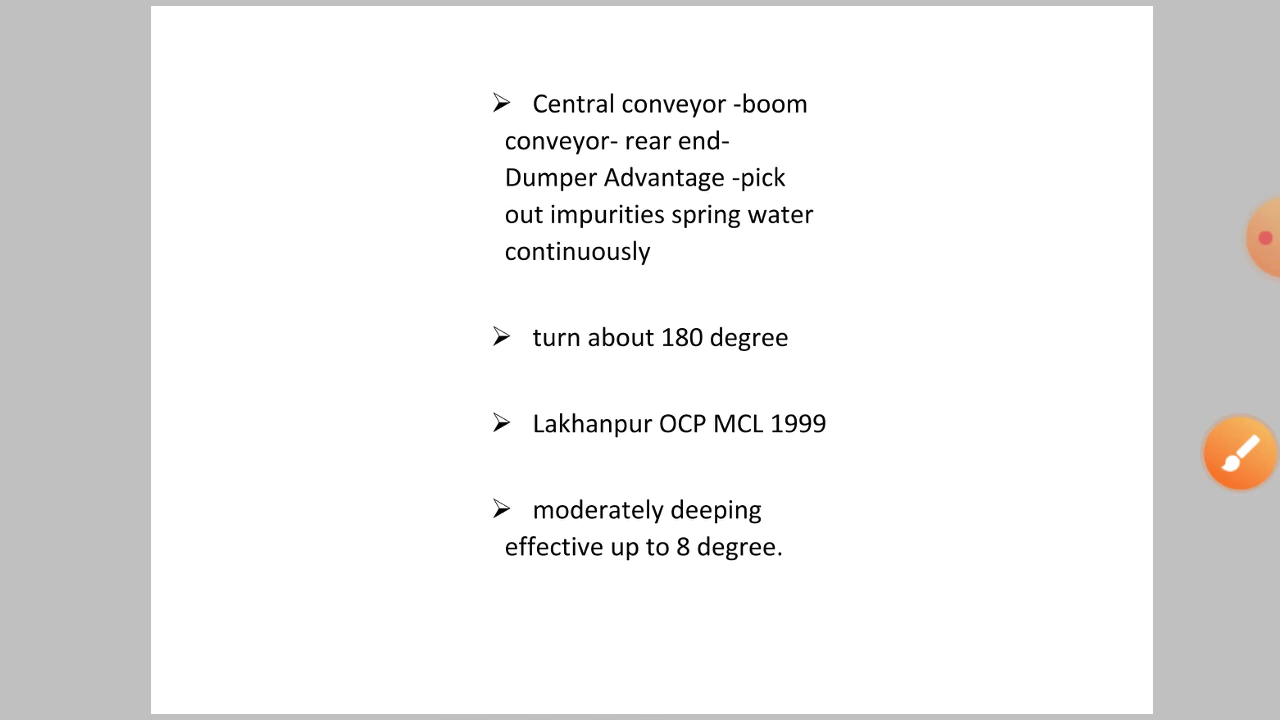 ➢ Central conveyor -boom
conveyor- rear end-
Dumper Advantage -pick
out impurities spring water
continuously
➢ turn about 180 degree
➢ Lakhanpur OCP MCL 1999
➢ moderately deeping
effective up to 8 degree.